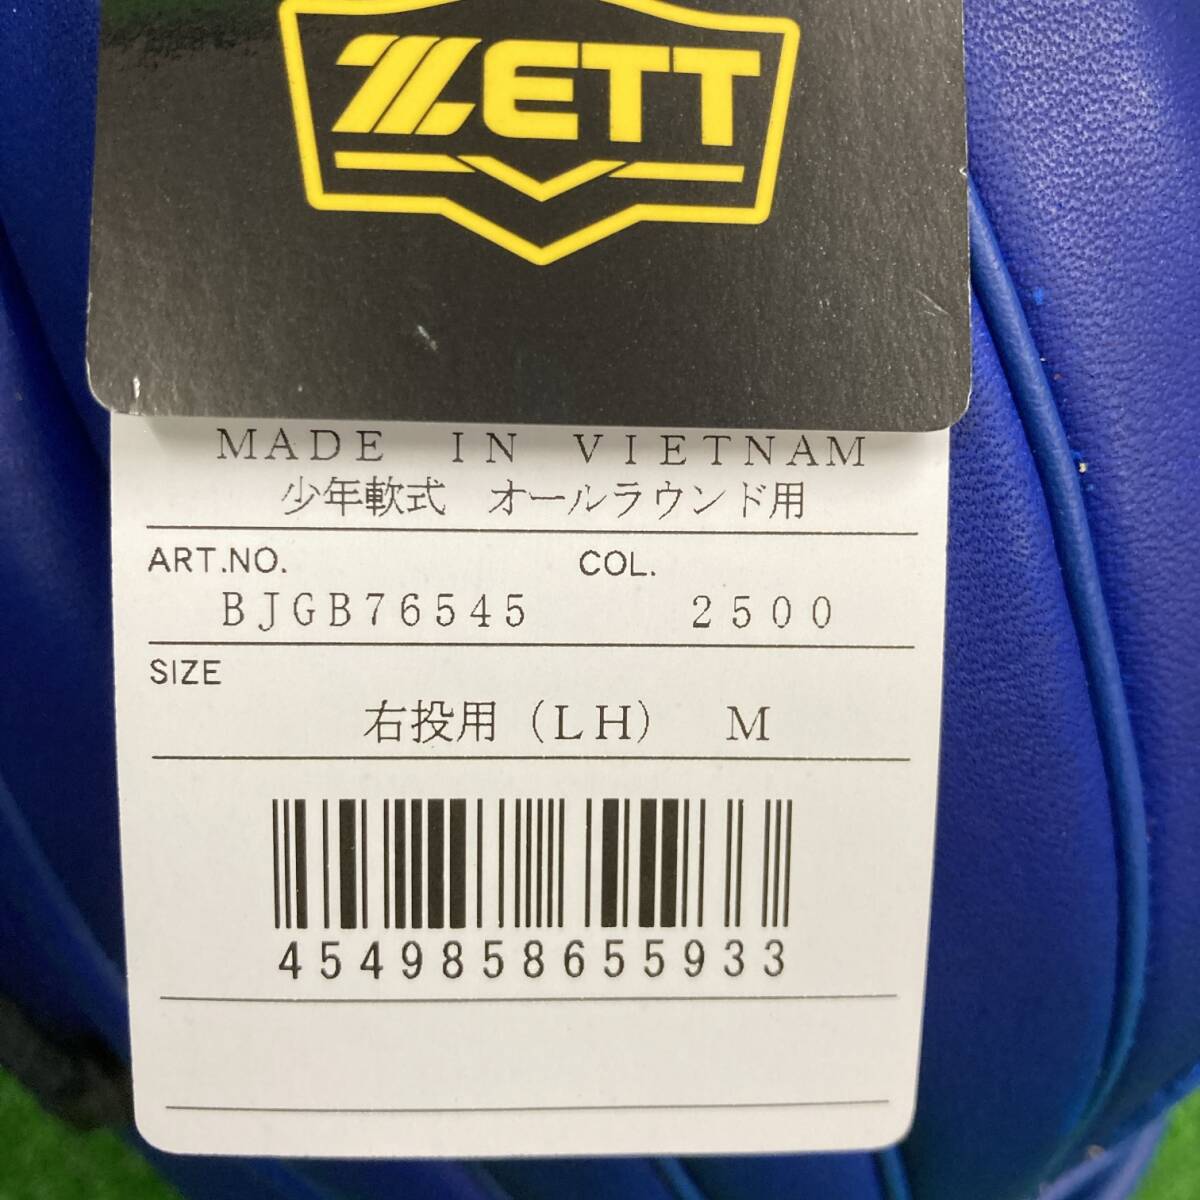 ZETT
MADE IN VIETNAM
少年軟式 オールラウンド用
ART.NO. COL.
BJGB76545 2500
SIZE
右投用（LH） M
4549858655933